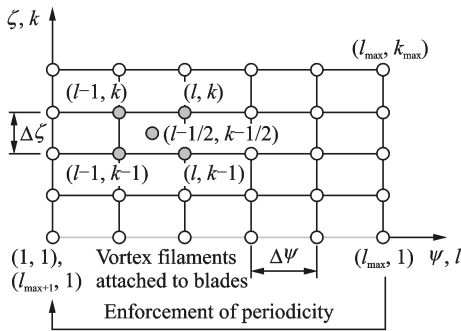 ζ, k
(l_max, k_max)
(l−1, k)
(l, k)
Δζ
(l−1/2, k−1/2)
(l−1, k−1)
(l, k−1)
(1, 1),
(l_max+1, 1)
Vortex filaments
attached to blades
ΔΨ
(l_max, 1)
Ψ, l
Enforcement of periodicity